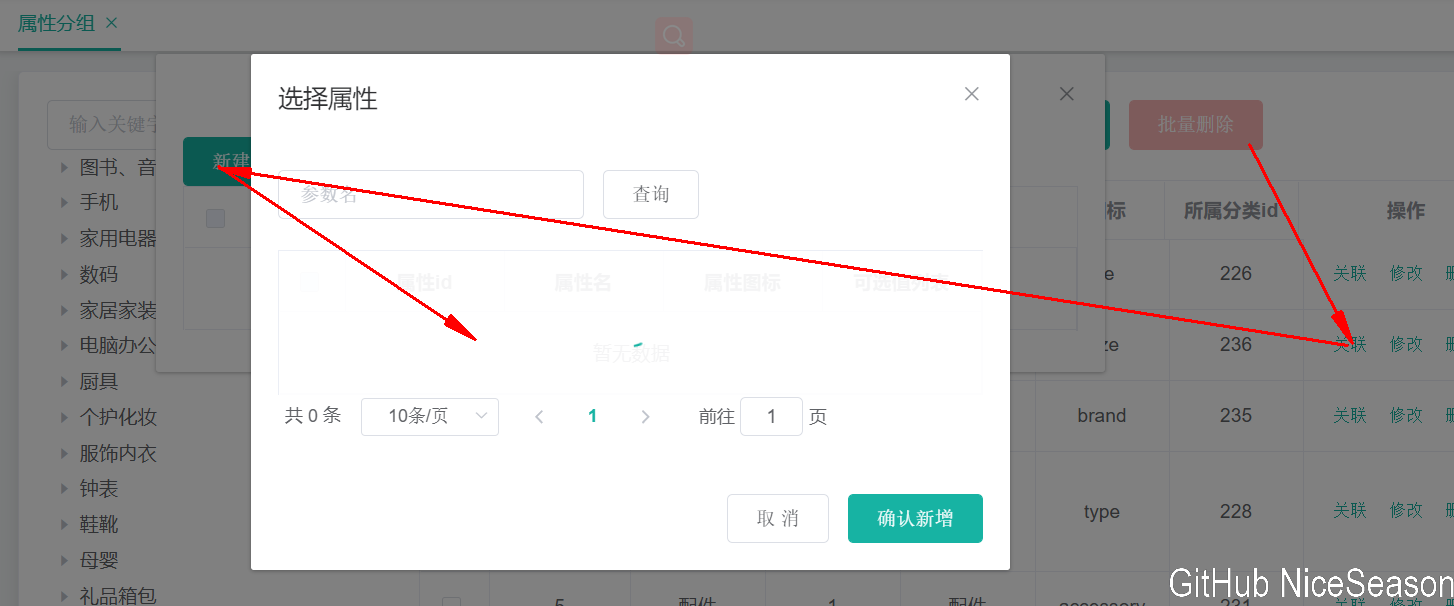 属性分组 ×
选择属性
批量删除
输入关键字
新建
参数名
查询
所属分类id
操作
属性id
属性名
属性图标
可选值列表
226
关联 修改
236
关联 修改
暂无数据
共 0 条
10条/页
1
前往
1
页
brand
235
关联 修改
取 消
确认新增
type
228
关联 修改
图书、音
手机
家用电器
数码
家居家装
电脑办公
厨具
个护化妆
服饰内衣
钟表
鞋靴
母婴
礼品箱包
5
配件
1
配件
accessory
231
关联 修改
GitHub NiceSeason